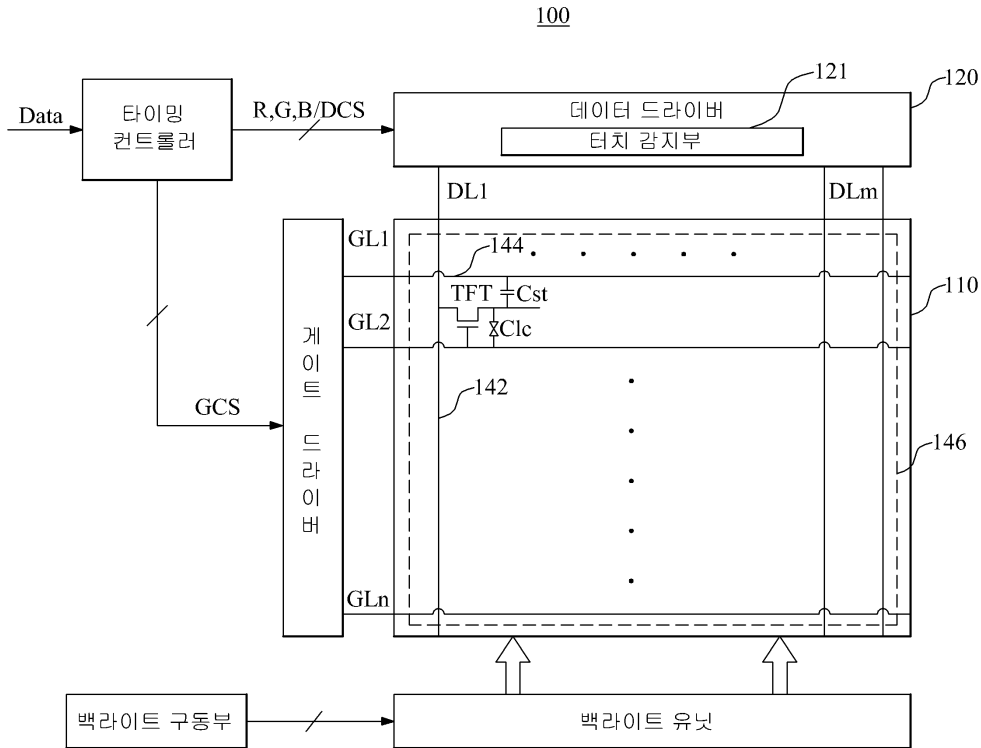 100
121
120
Data
타이밍
컨트롤러
R,G,B/DCS
데이터 드라이버
터치 감지부
DL1
DLm
GL1
144
TFT
Cst
110
GL2
Clc
게이트 드라이버
142
GCS
146
GLn
백라이트 구동부
백라이트 유닛